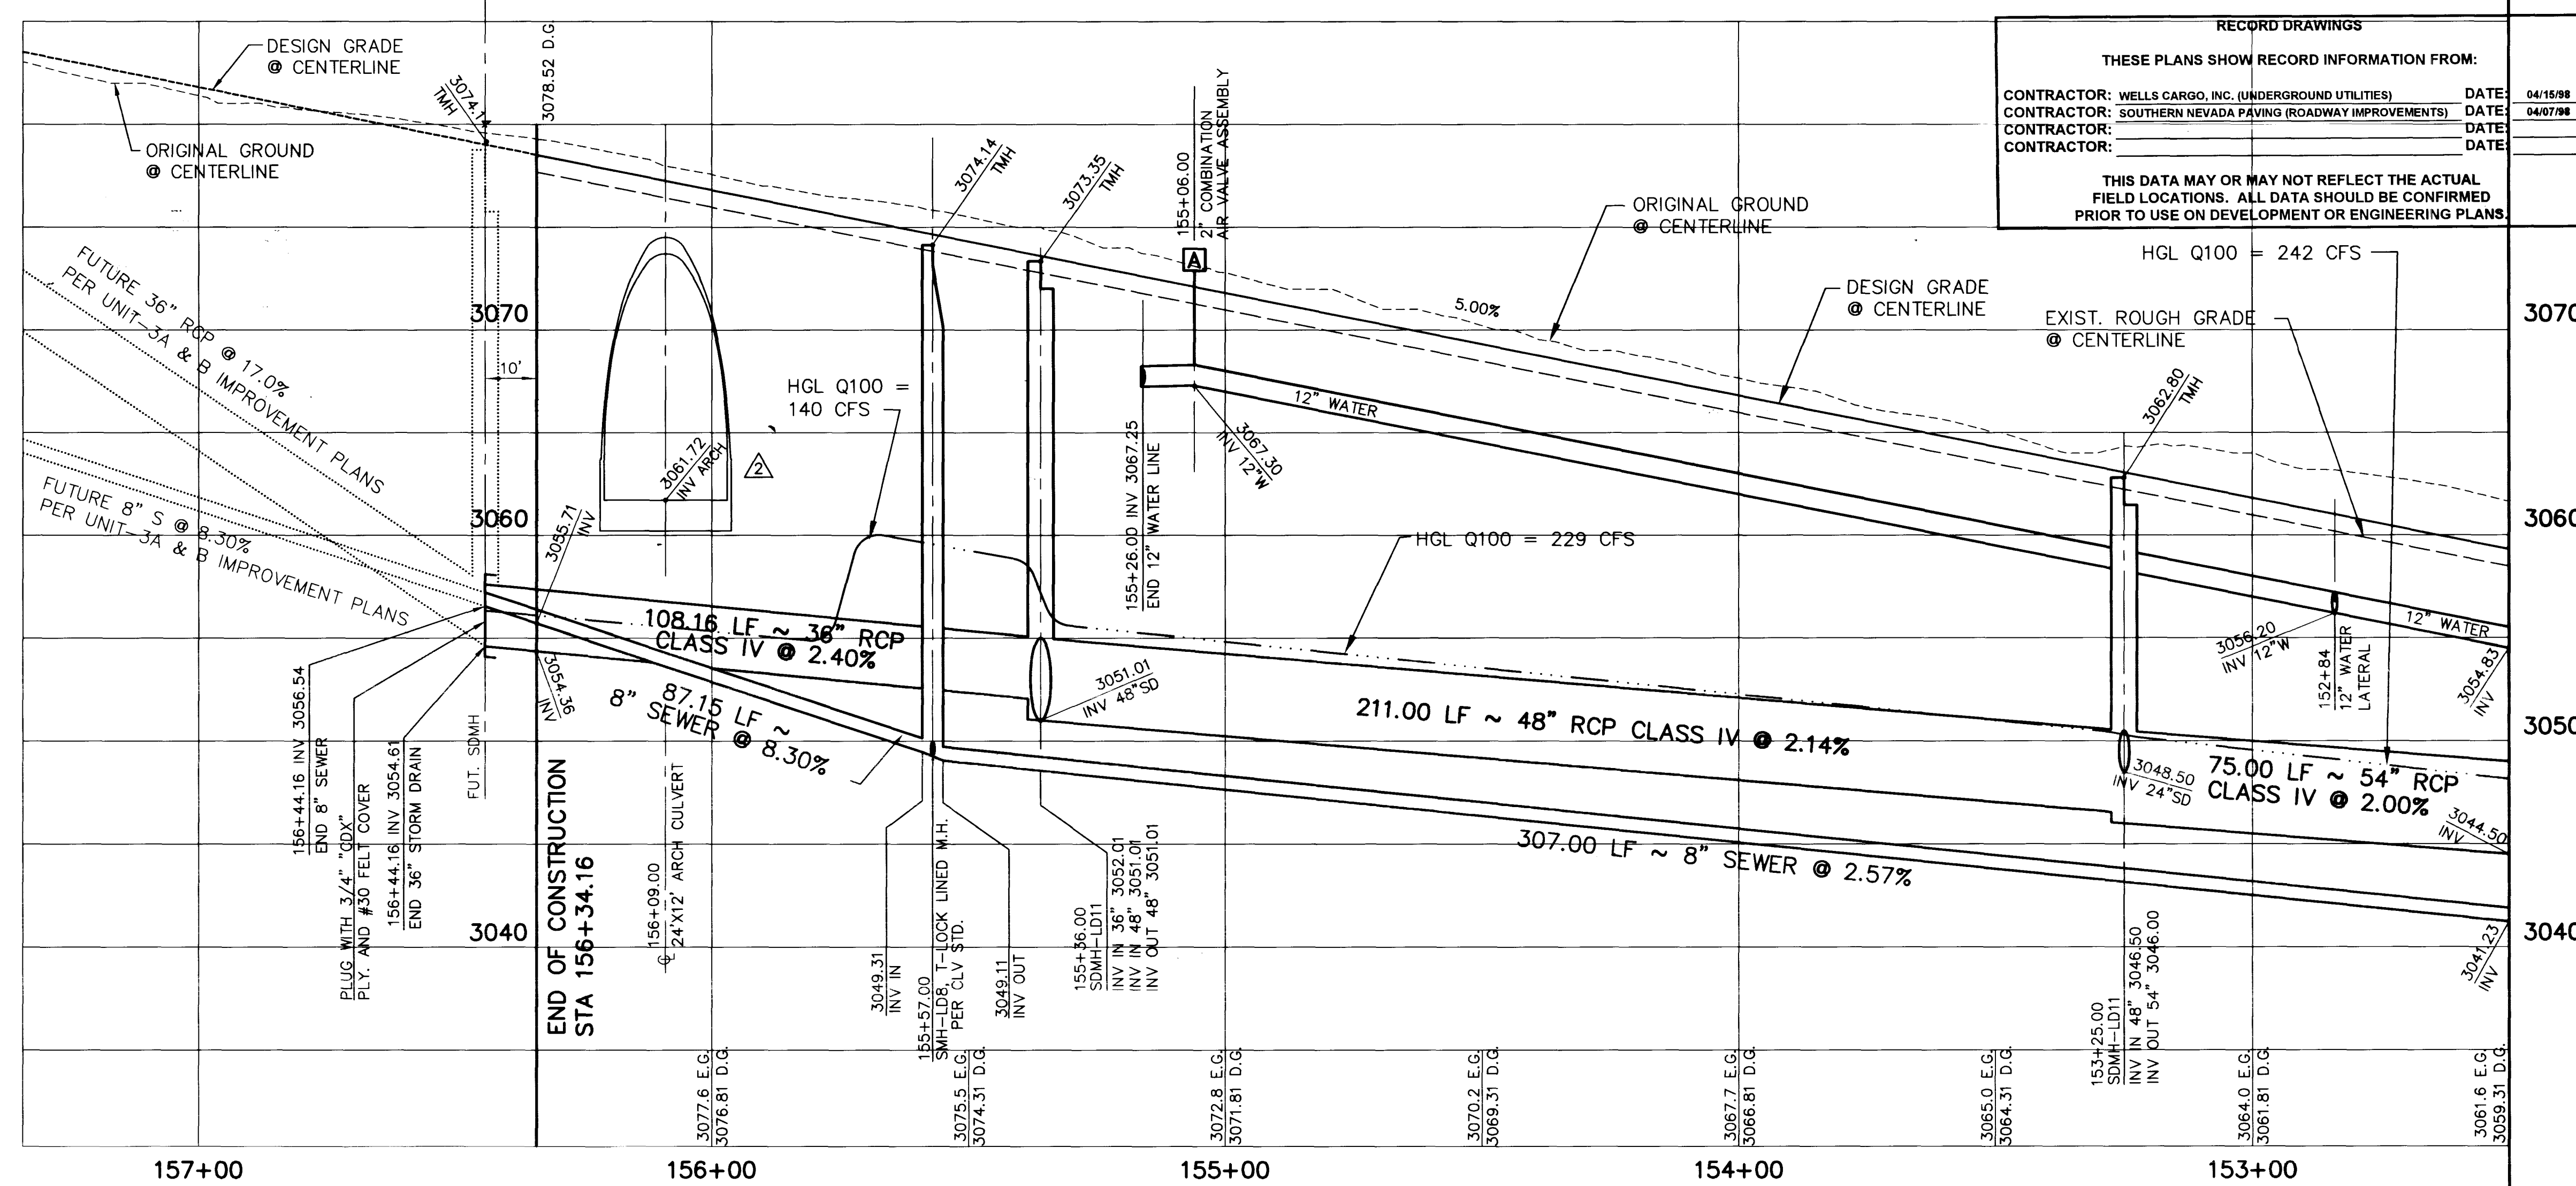 RECORD DRAWINGS
THESE PLANS SHOW RECORD INFORMATION FROM:
CONTRACTOR: WELLS CARGO, INC. (UNDERGROUND UTILITIES) DATE: 04/15/98
CONTRACTOR: SOUTHERN NEVADA PAVING (ROADWAY IMPROVEMENTS) DATE: 04/07/98
CONTRACTOR: DATE:
CONTRACTOR: DATE:
THIS DATA MAY OR MAY NOT REFLECT THE ACTUAL
FIELD LOCATIONS. ALL DATA SHOULD BE CONFIRMED
PRIOR TO USE ON DEVELOPMENT OR ENGINEERING PLANS.
DESIGN GRADE
@ CENTERLINE
ORIGINAL GROUND
@ CENTERLINE
TMH
3078.52 D.G.
3074.14
TMH
3073.35
TMH
155+06.00
2" COMBINATION
AIR VALVE ASSEMBLY
A
ORIGINAL GROUND
@ CENTERLINE
5.00%
DESIGN GRADE
@ CENTERLINE
HGL Q100 = 242 CFS
EXIST. ROUGH GRADE
@ CENTERLINE
3062.80
TMH
3070
3070
FUTURE 36" RCP @ 17.0%
PER UNIT-3A & B IMPROVEMENT PLANS
FUTURE 8" S @ 8.30%
PER UNIT-3A & B IMPROVEMENT PLANS
10'
HGL Q100 =
140 CFS
3061.72
INV ARCH
2
12" WATER
3067.30
INV 12"W
155+26.00 INV 3067.25
END 12" WATER LINE
3060
3060
3055.71
INV
HGL Q100 = 229 CFS
108.16 LF ~ 36" RCP
CLASS IV @ 2.40%
3054.36
INV
87.15 LF ~
8" SEWER @ 8.30%
3051.01
INV 48"SD
211.00 LF ~ 48" RCP CLASS IV @ 2.14%
3056.20
INV 12"W
152+84
12" WATER
LATERAL
12" WATER
3054.83
INV
3050
3048.50
INV 24"SD
75.00 LF ~ 54" RCP
CLASS IV @ 2.00%
3044.50
INV
307.00 LF ~ 8" SEWER @ 2.57%
156+44.16 INV 3056.54
END 8" SEWER
PLUG WITH 3/4" "CDX"
PLY. AND #30 FELT COVER
156+44.16 INV 3054.61
END 36" STORM DRAIN
FUT. SDMH
3040
3040
END OF CONSTRUCTION
STA 156+34.16
156+09.00
℄ 24'X12' ARCH CULVERT
3049.31
INV IN
155+57.00
SMH-LD8, T-LOCK LINED M.H.
PER CLV STD.
3049.11
INV OUT
155+36.00
SDMH-LD11
INV IN 36" 3052.01
INV IN 48" 3051.01
INV OUT 48" 3051.01
153+25.00
SDMH-LD11
INV IN 48" 3046.50
INV OUT 54" 3046.00
3041.23
INV
3077.6 E.G.
3076.81 D.G.
3075.5 E.G.
3074.31 D.G.
3072.8 E.G.
3071.81 D.G.
3070.2 E.G.
3069.31 D.G.
3067.7 E.G.
3066.81 D.G.
3065.0 E.G.
3064.31 D.G.
3064.0 E.G.
3061.81 D.G.
3061.6 E.G.
3059.31 D.G.
157+00
156+00
155+00
154+00
153+00